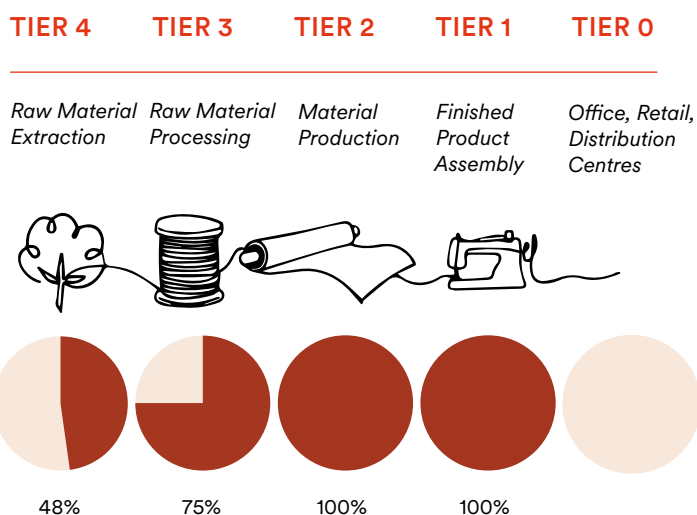 TIER 4 TIER 3 TIER 2 TIER 1 TIER 0
Raw Material Extraction
Raw Material Processing
Material Production
Finished Product Assembly
Office, Retail, Distribution Centres
48% 75% 100% 100%